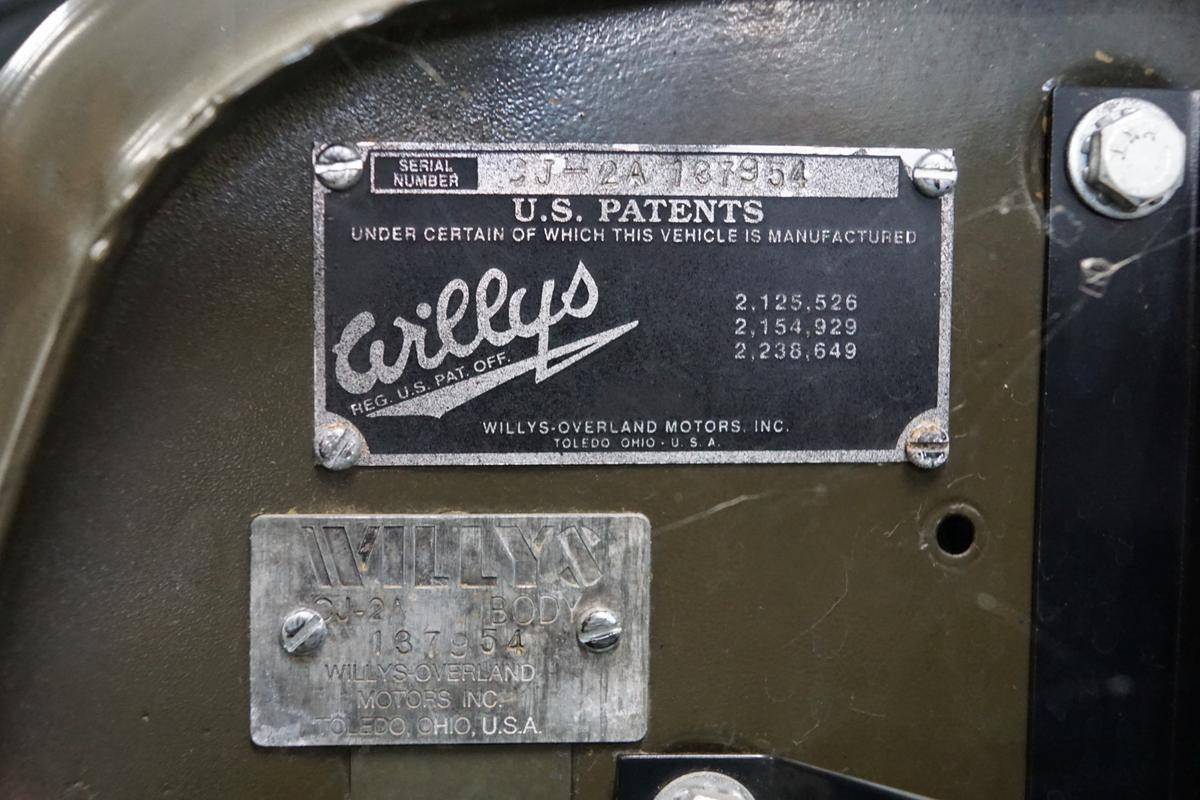 SERIAL NUMBER CJ-2A 137954
U.S. PATENTS
UNDER CERTAIN OF WHICH THIS VEHICLE IS MANUFACTURED
Willys
REG. U.S. PAT. OFF.
2,125,526
2,154,929
2,238,649
WILLYS-OVERLAND MOTORS, INC.
TOLEDO, OHIO - U.S.A.
WILLYS
CJ-2A BODY
137954
WILLYS-OVERLAND
MOTORS INC.
TOLEDO, OHIO, U.S.A.